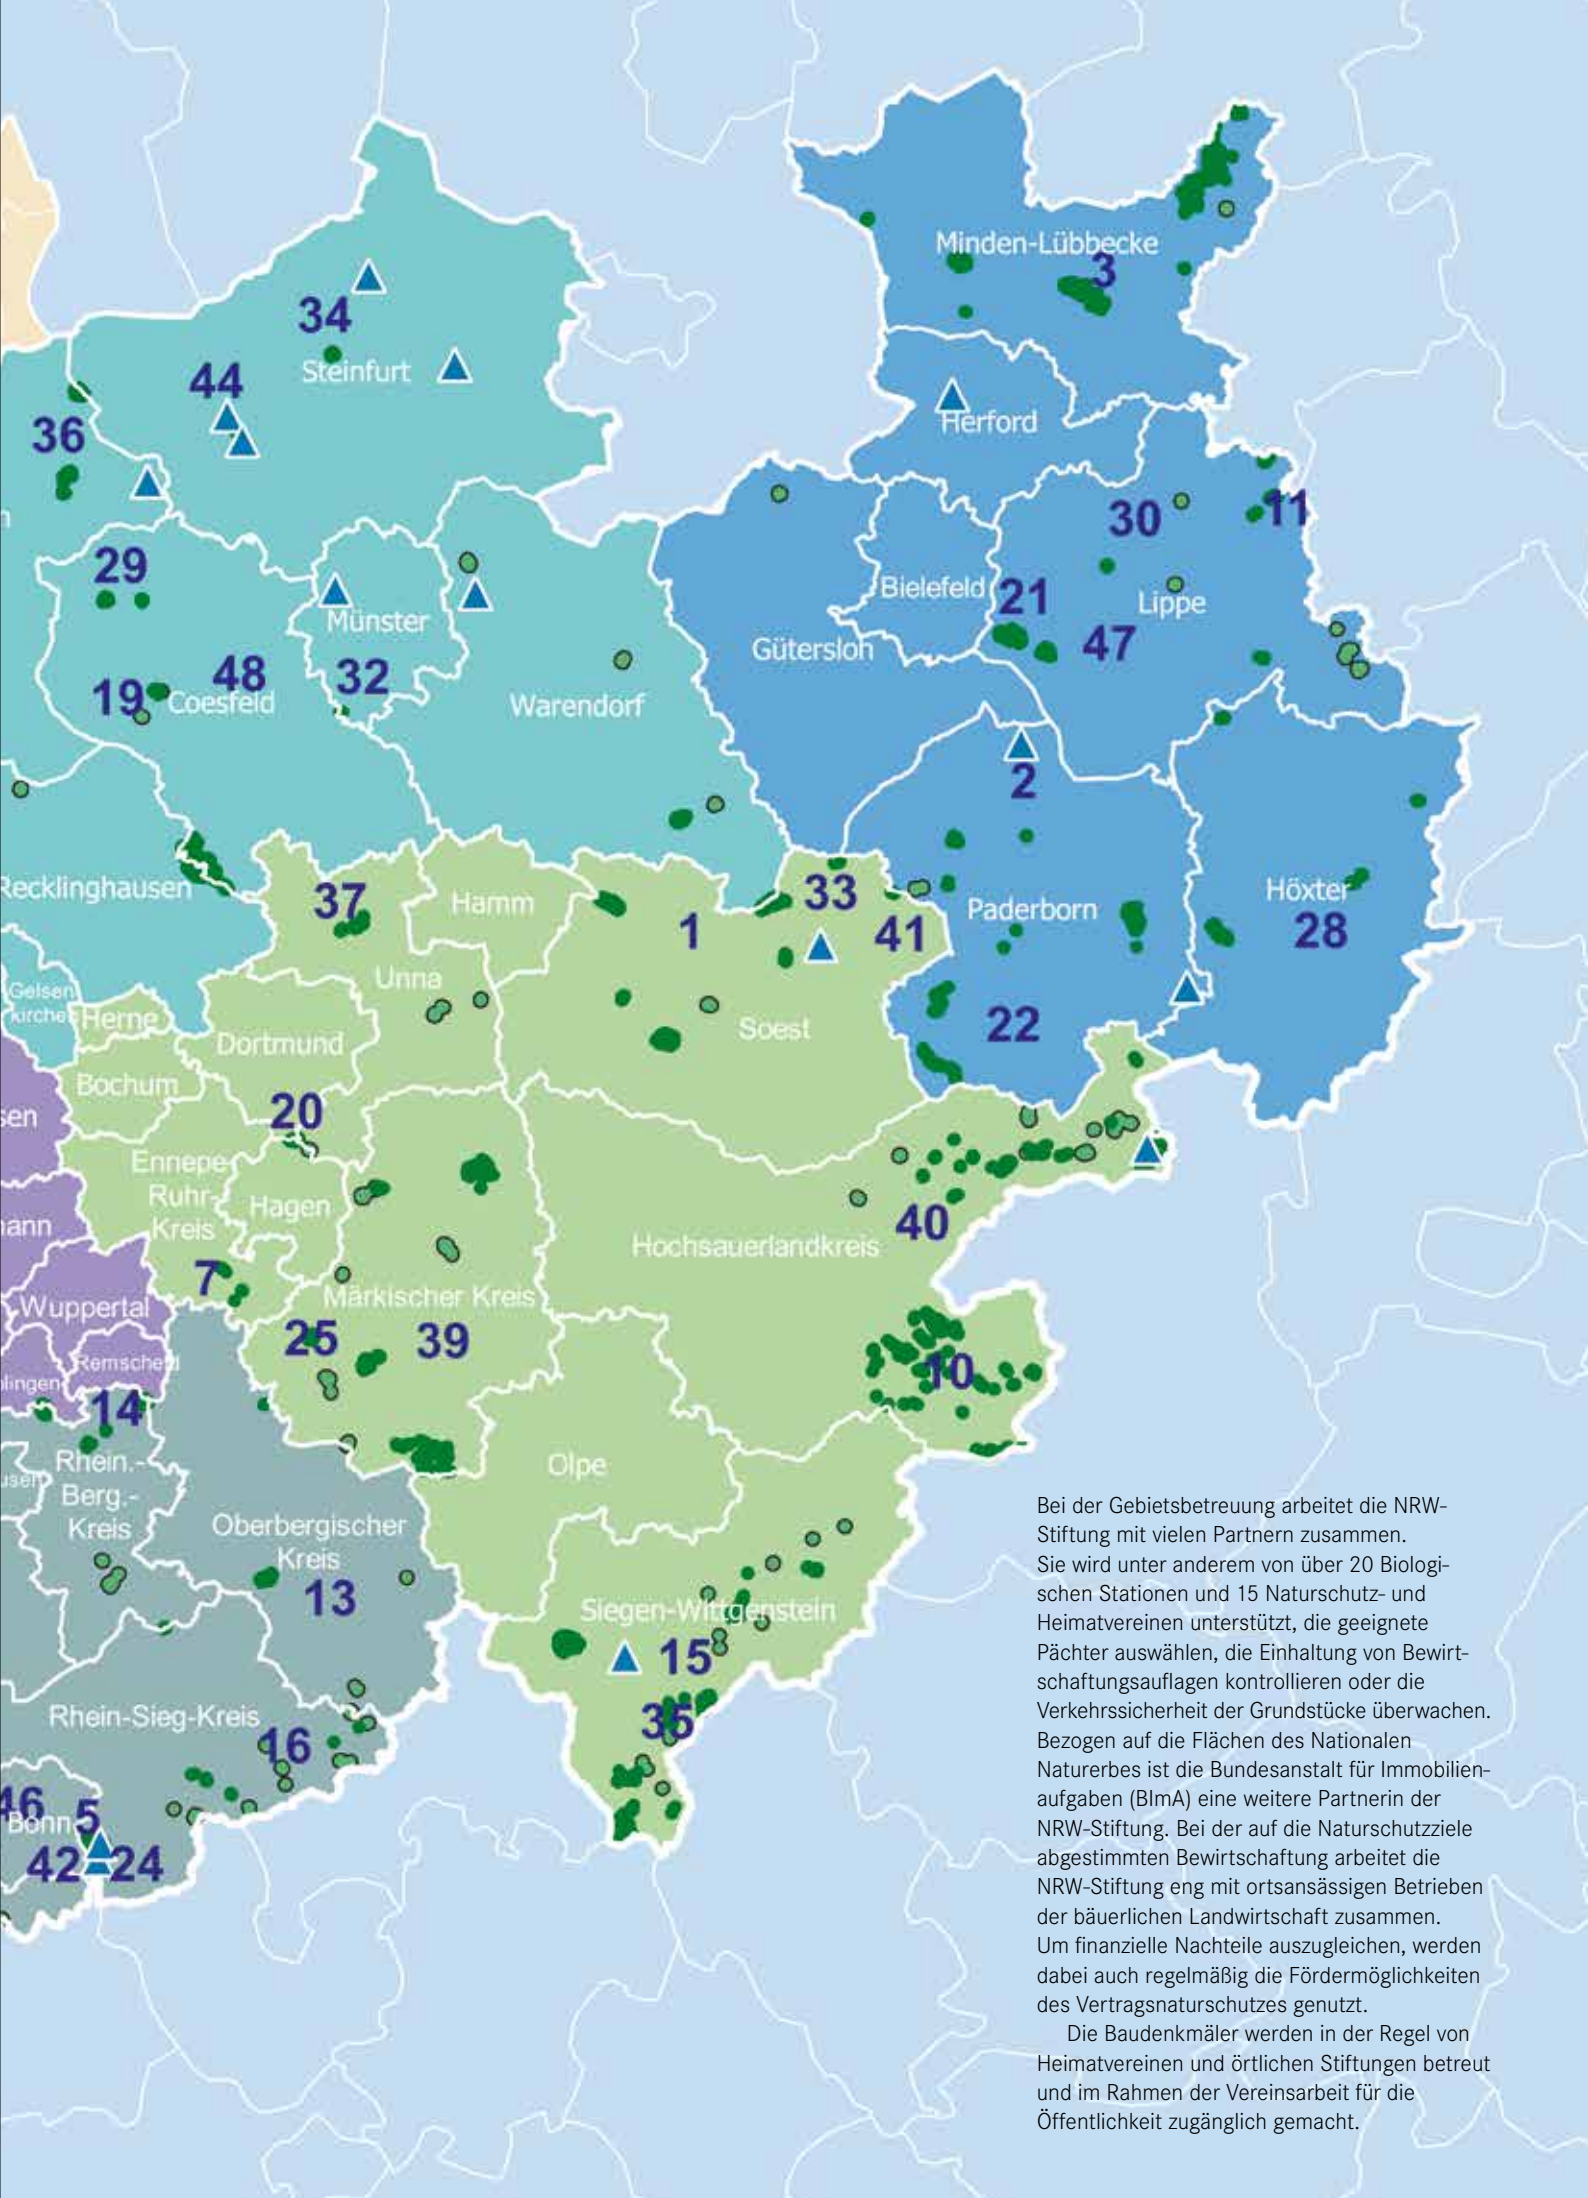 Minden-Lübbecke
3
34
Steinfurt
44
36
Herford
30
11
29
Bielefeld
21
Lippe
Münster
47
Gütersloh
48
32
19
Coesfeld
Warendorf
2
Recklinghausen
37
Hamm
33
1
41
Paderborn
Höxter
28
Unna
Gelsen
kirchen
Herne
Dortmund
Soest
22
Bochum
20
Ennepe-
Ruhr-
Kreis
Hagen
40
Hochsauerlandkreis
7
Wuppertal
Märkischer Kreis
25
39
Remscheid
10
14
Rhein.-
Berg.-
Kreis
Olpe
Oberbergischer
Kreis
13
Siegen-Wittgenstein
15
35
Rhein-Sieg-Kreis
16
46
Bonn
5
42
24
Bei der Gebietsbetreuung arbeitet die NRW-
Stiftung mit vielen Partnern zusammen.
Sie wird unter anderem von über 20 Biologi-
schen Stationen und 15 Naturschutz- und
Heimatvereinen unterstützt, die geeignete
Pächter auswählen, die Einhaltung von Bewirt-
schaftungsauflagen kontrollieren oder die
Verkehrssicherheit der Grundstücke überwachen.
Bezogen auf die Flächen des Nationalen
Naturerbes ist die Bundesanstalt für Immobilien-
aufgaben (BImA) eine weitere Partnerin der
NRW-Stiftung. Bei der auf die Naturschutzziele
abgestimmten Bewirtschaftung arbeitet die
NRW-Stiftung eng mit ortsansässigen Betrieben
der bäuerlichen Landwirtschaft zusammen.
Um finanzielle Nachteile auszugleichen, werden
dabei auch regelmäßig die Fördermöglichkeiten
des Vertragsnaturschutzes genutzt.
Die Baudenkmäler werden in der Regel von
Heimatvereinen und örtlichen Stiftungen betreut
und im Rahmen der Vereinsarbeit für die
Öffentlichkeit zugänglich gemacht.